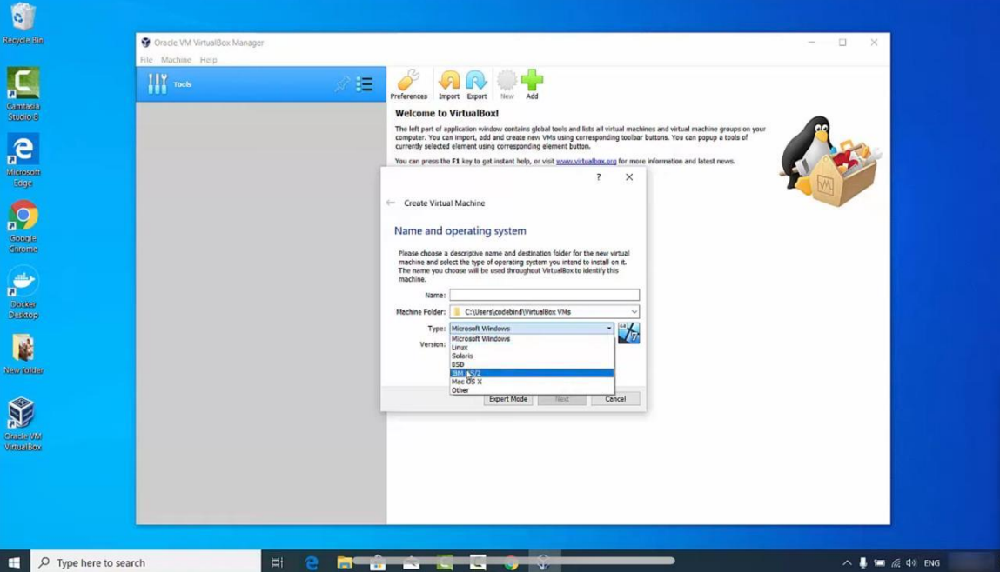 Recycle Bin
Camtasia
Studio 8
Microsoft
Edge
Google
Chrome
Docker
Desktop
New folder
Oracle VM
VirtualBox
Oracle VM VirtualBox Manager
File Machine Help
Tools
Preferences Import Export New Add
Welcome to VirtualBox!
The left part of application window contains global tools and lists all virtual machines and virtual machine groups on your
computer. You can import, add and create new VMs using corresponding toolbar buttons. You can popup a tools of
currently selected element using corresponding element button.
You can press the F1 key to get instant help, or visit www.virtualbox.org for more information and latest news.
?
Create Virtual Machine
Name and operating system
Please choose a descriptive name and destination folder for the new virtual
machine and select the type of operating system you intend to install on it.
The name you choose will be used throughout VirtualBox to identify this
machine.
Name:
Machine Folder: C:\Users\codebind\VirtualBox VMs
Type: Microsoft Windows
Microsoft Windows
Version:
Linux
Solaris
BSD
IBM OS/2
Mac OS X
Other
Expert Mode Next Cancel
Type here to search
ENG